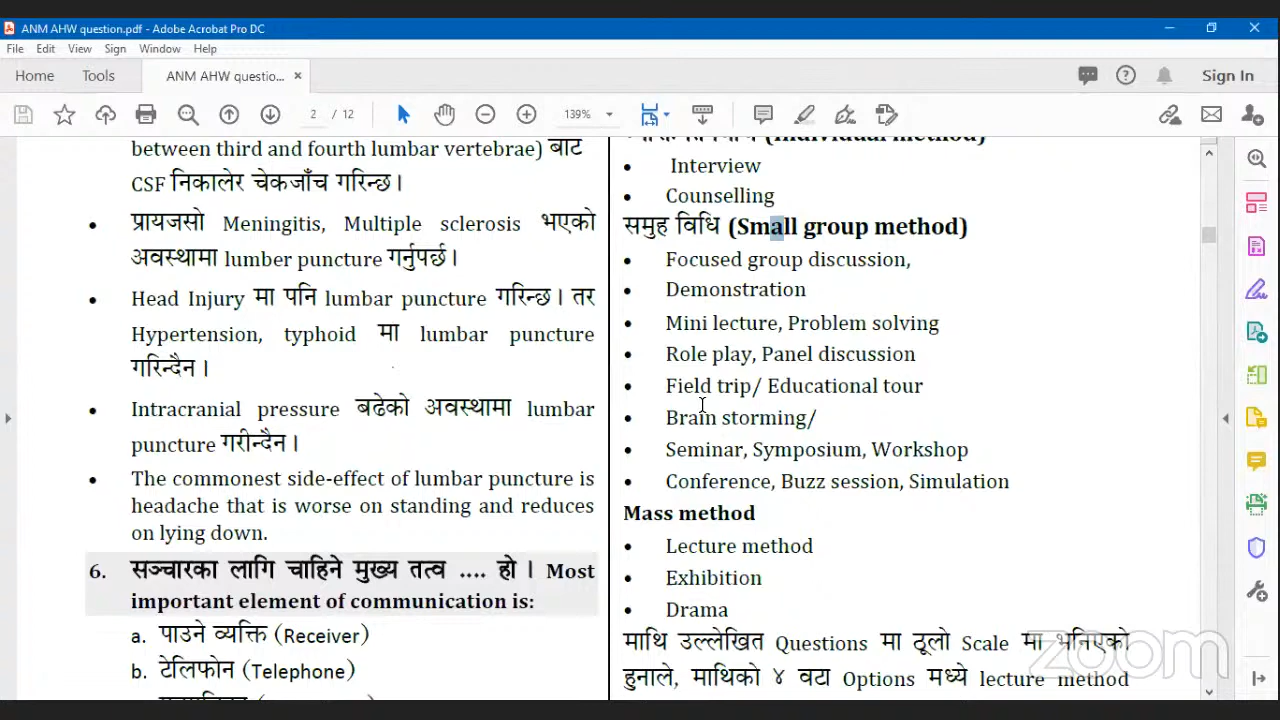 ANM AHW question.pdf - Adobe Acrobat Pro DC
File Edit View Sign Window Help
Home Tools ANM AHW questio... ×
Sign In
2 / 12
139%
between third and fourth lumbar vertebrae) बाट
CSF निकालेर चेकजाँच गरिन्छ।
• प्रायजसो Meningitis, Multiple sclerosis भएको
अवस्थामा lumber puncture गर्नुपर्छ।
• Head Injury मा पनि lumbar puncture गरिन्छ। तर
Hypertension, typhoid मा lumbar puncture
गरिन्दैन।
• Intracranial pressure बढेको अवस्थामा lumbar
puncture गरीन्दैन।
• The commonest side-effect of lumbar puncture is
headache that is worse on standing and reduces
on lying down.
6. सञ्चारका लागि चाहिने मुख्य तत्व .... हो। Most
important element of communication is:
a. पाउने व्यक्ति (Receiver)
b. टेलिफोन (Telephone)
(Individual method)
• Interview
• Counselling
समुह विधि (Small group method)
• Focused group discussion,
• Demonstration
• Mini lecture, Problem solving
• Role play, Panel discussion
• Field trip/ Educational tour
• Brain storming/
• Seminar, Symposium, Workshop
• Conference, Buzz session, Simulation
Mass method
• Lecture method
• Exhibition
• Drama
माथि उल्लेखित Questions मा ठूलो Scale मा भनिएको
हुनाले, माथिको ४ वटा Options मध्ये lecture method
zoom